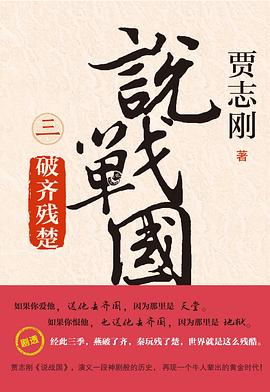 贾志刚
著
說戰國
三
破齐残楚
如果你爱他，送他去齐国，因为那里是 天堂。
如果你恨他，也送他去齐国，因为那里是 地狱。
剧透
经此三季，燕破了齐，秦玩残了楚，世界就是这么残酷。
贾志刚《说战国》，演义一段神剧般的历史，再现一个牛人辈出的黄金时代！